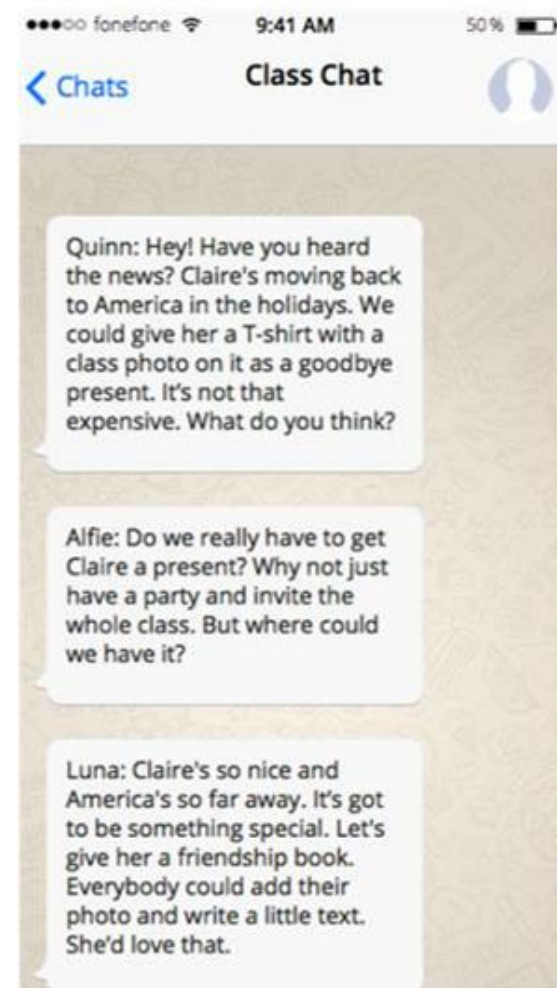 fonefone 9:41 AM 50%
Chats Class Chat
Quinn: Hey! Have you heard
the news? Claire's moving back
to America in the holidays. We
could give her a T-shirt with a
class photo on it as a goodbye
present. It's not that
expensive. What do you think?
Alfie: Do we really have to get
Claire a present? Why not just
have a party and invite the
whole class. But where could
we have it?
Luna: Claire's so nice and
America's so far away. It's got
to be something special. Let's
give her a friendship book.
Everybody could add their
photo and write a little text.
She'd love that.